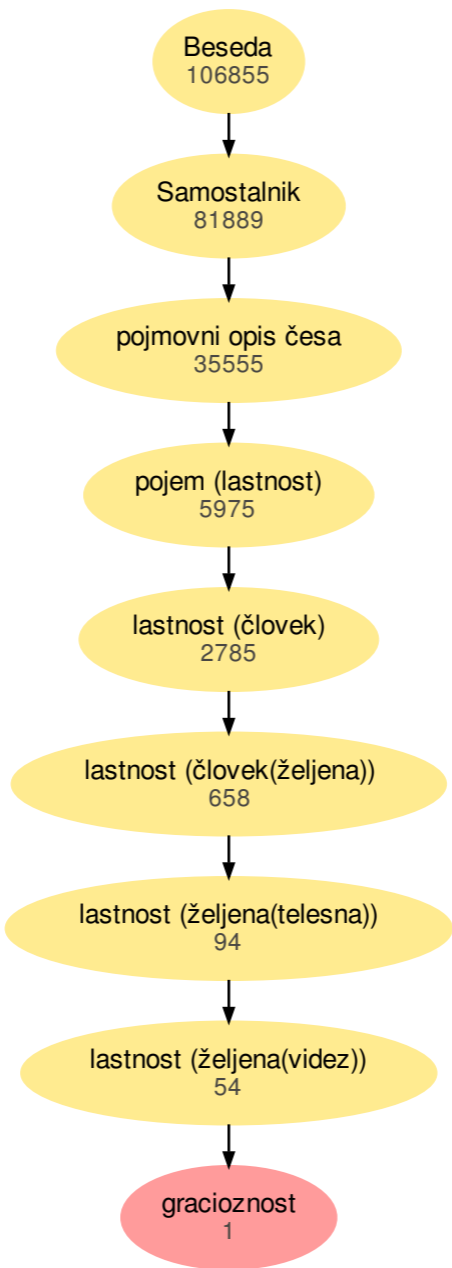 Beseda
106855
Samostalnik
81889
pojmovni opis česa
35555
pojem (lastnost)
5975
lastnost (človek)
2785
lastnost (človek(željena))
658
lastnost (željena(telesna))
94
lastnost (željena(videz))
54
gracioznost
1